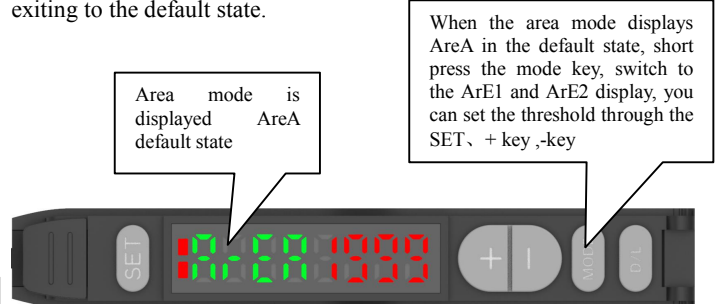 exiting to the default state.
When the area mode displays
AreA in the default state, short
press the mode key, switch to
the ArE1 and ArE2 display, you
can set the threshold through the
SET、+ key ,-key
Area mode is
displayed AreA
default state
SET
ArEA 1999
+ -
MODE
D/L